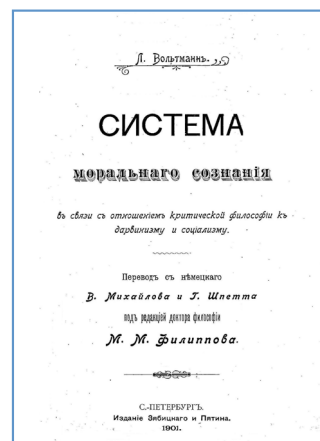 Л. Вольтманнъ.
СИСТЕМА
моральнаго сознанія
въ связи съ отношеніемъ критической философіи къ
дарвинизму и соціализму.
Переводъ съ нѣмецкаго
В. Михайлова и Г. Шпетта
подъ редакціей доктора философіи
М. М. Филиппова.
С.-ПЕТЕРБУРГЪ.
Изданіе Зябицкаго и Пятина.
1901.